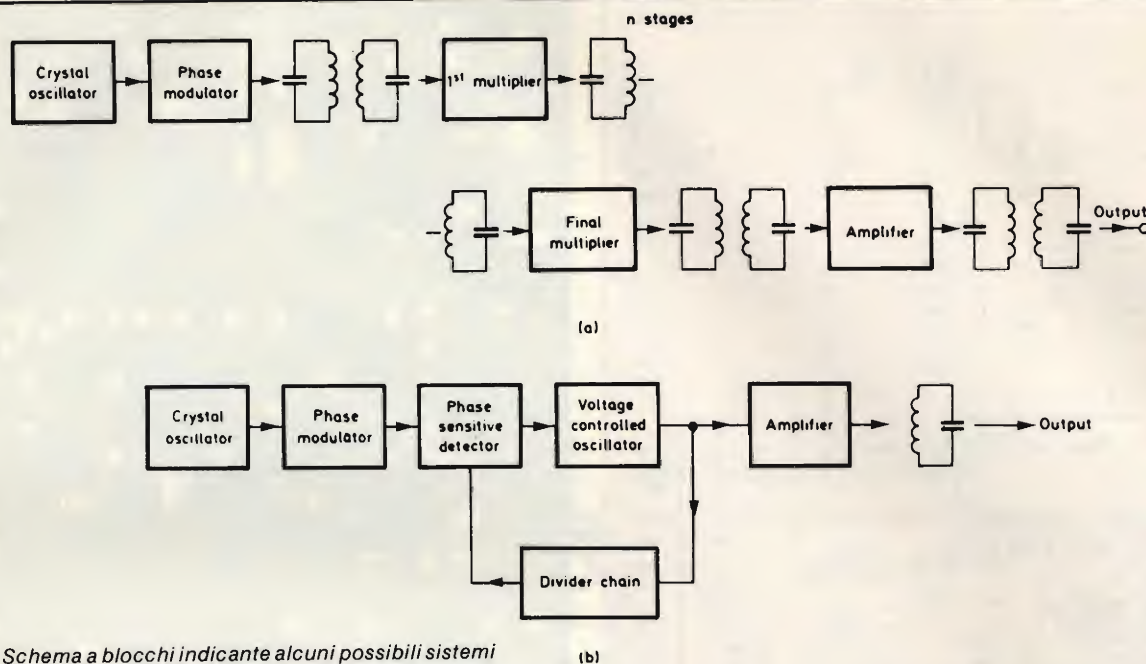 n stages
Crystal
oscillator
Phase
modulator
1st multiplier
Final
multiplier
Amplifier
Output
(a)
Crystal
oscillator
Phase
modulator
Phase
sensitive
detector
Voltage
controlled
oscillator
Amplifier
Output
Divider chain
Schema a blocchi indicante alcuni possibili sistemi
(b)